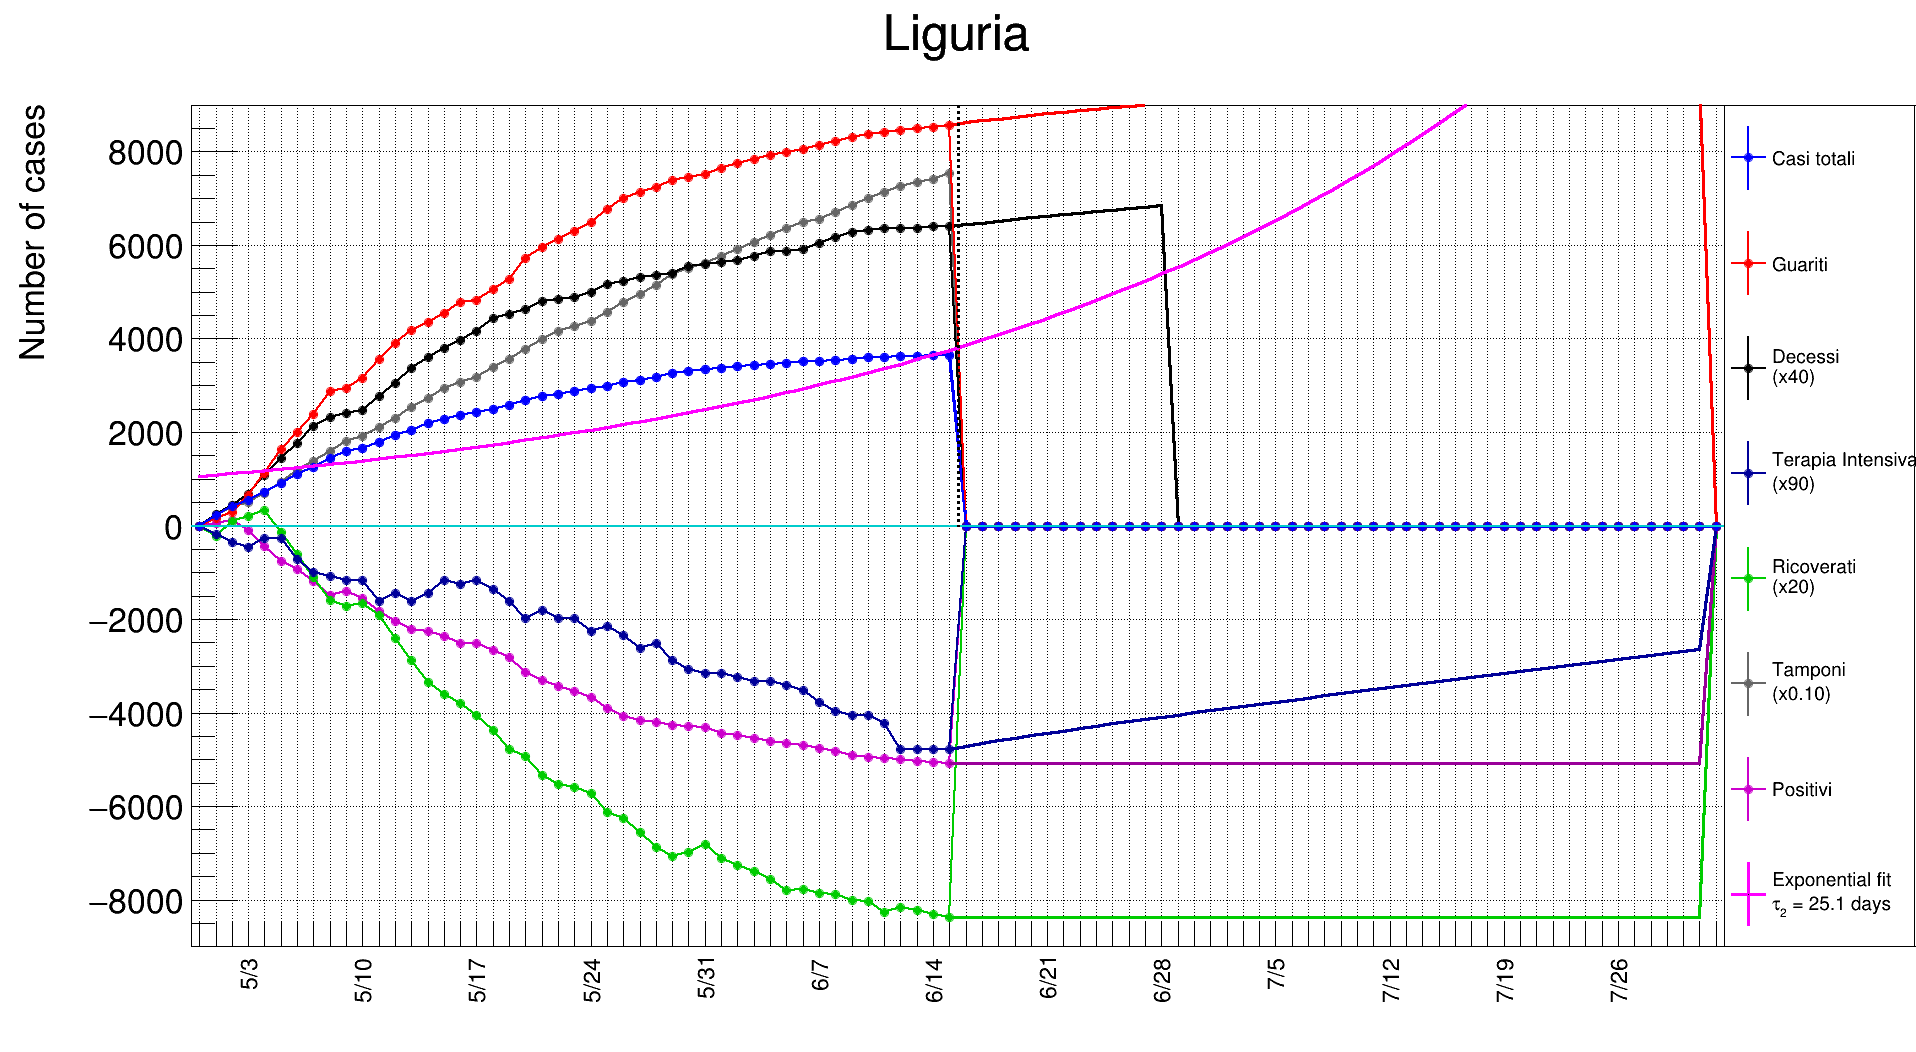 Liguria
Number of cases
8000
6000
4000
2000
0
−2000
−4000
−6000
−8000
5/3
5/10
5/17
5/24
5/31
6/7
6/14
6/21
6/28
7/5
7/12
7/19
7/26
Casi totali
Guariti
Decessi
(x40)
Terapia Intensiva
(x90)
Ricoverati
(x20)
Tamponi
(x0.10)
Positivi
Exponential fit
τ2 = 25.1 days